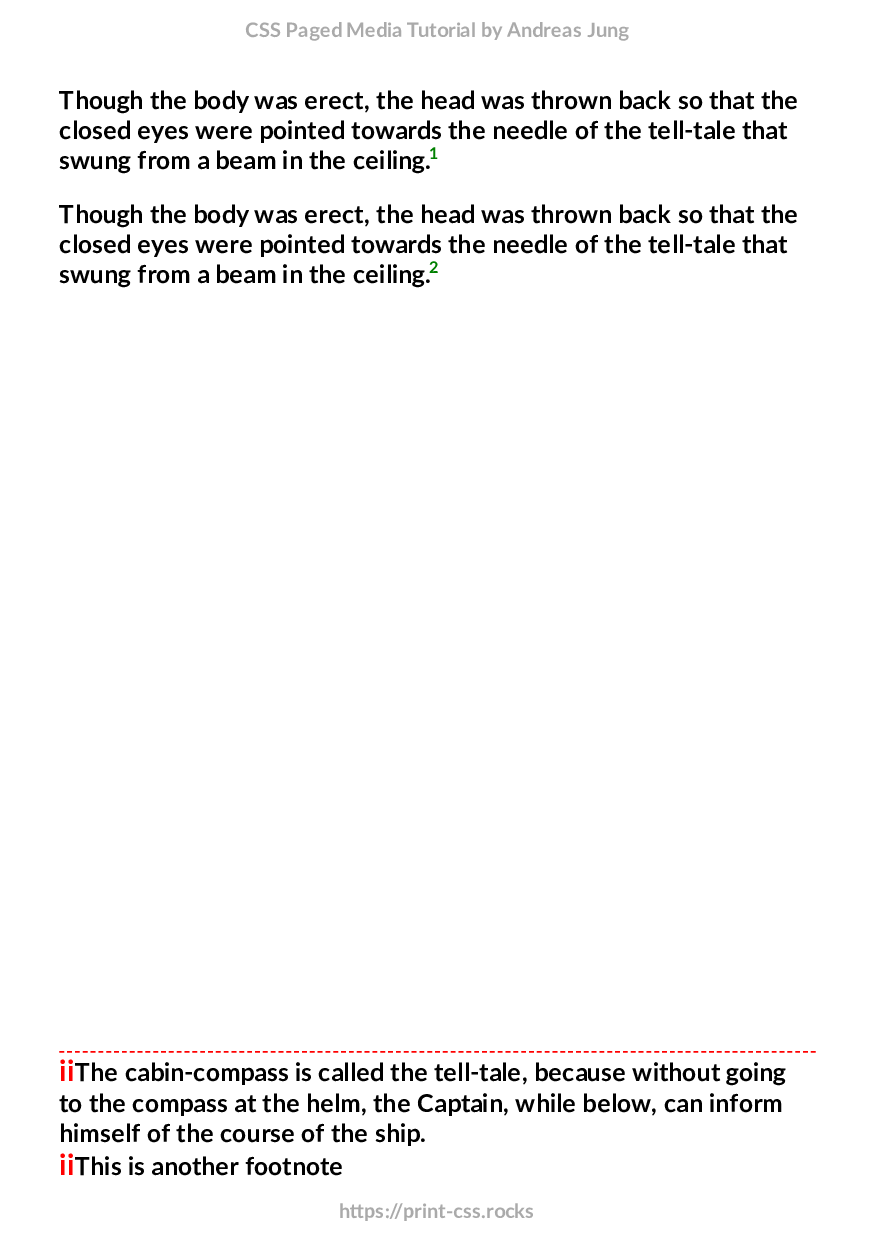 CSS Paged Media Tutorial by Andreas Jung
Though the body was erect, the head was thrown back so that the
closed eyes were pointed towards the needle of the tell-tale that
swung from a beam in the ceiling.1
Though the body was erect, the head was thrown back so that the
closed eyes were pointed towards the needle of the tell-tale that
swung from a beam in the ceiling.2
iiThe cabin-compass is called the tell-tale, because without going
to the compass at the helm, the Captain, while below, can inform
himself of the course of the ship.
iiThis is another footnote
https://print-css.rocks